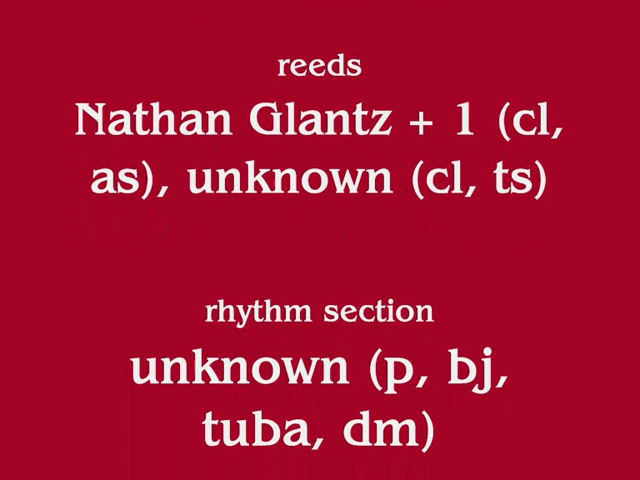 reeds
Nathan Glantz + 1 (cl,
as), unknown (cl, ts)
rhythm section
unknown (p, bj,
tuba, dm)